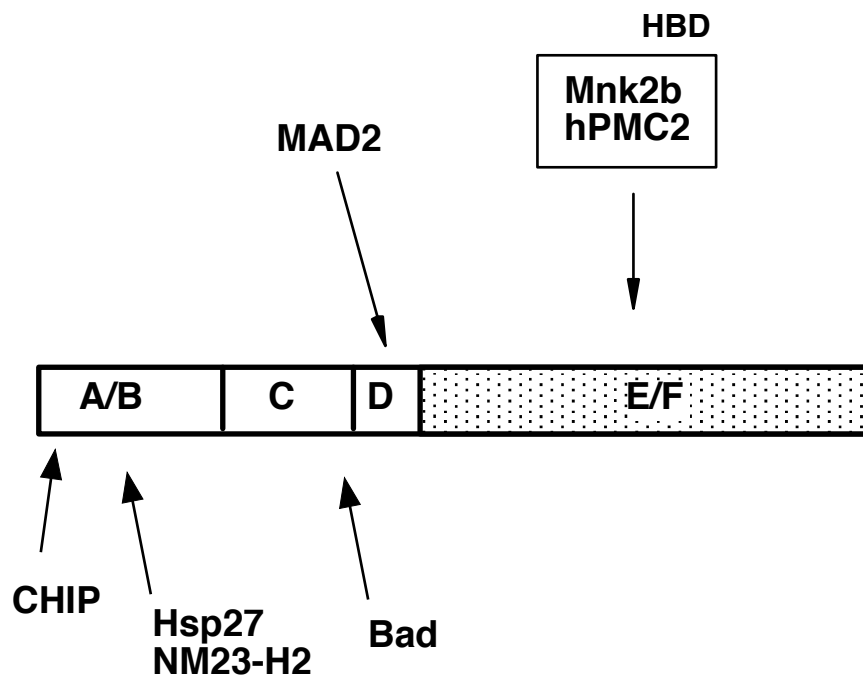 HBD
Mnk2b
hPMC2
MAD2
A/B
C
D
E/F
CHIP
Hsp27
NM23-H2
Bad